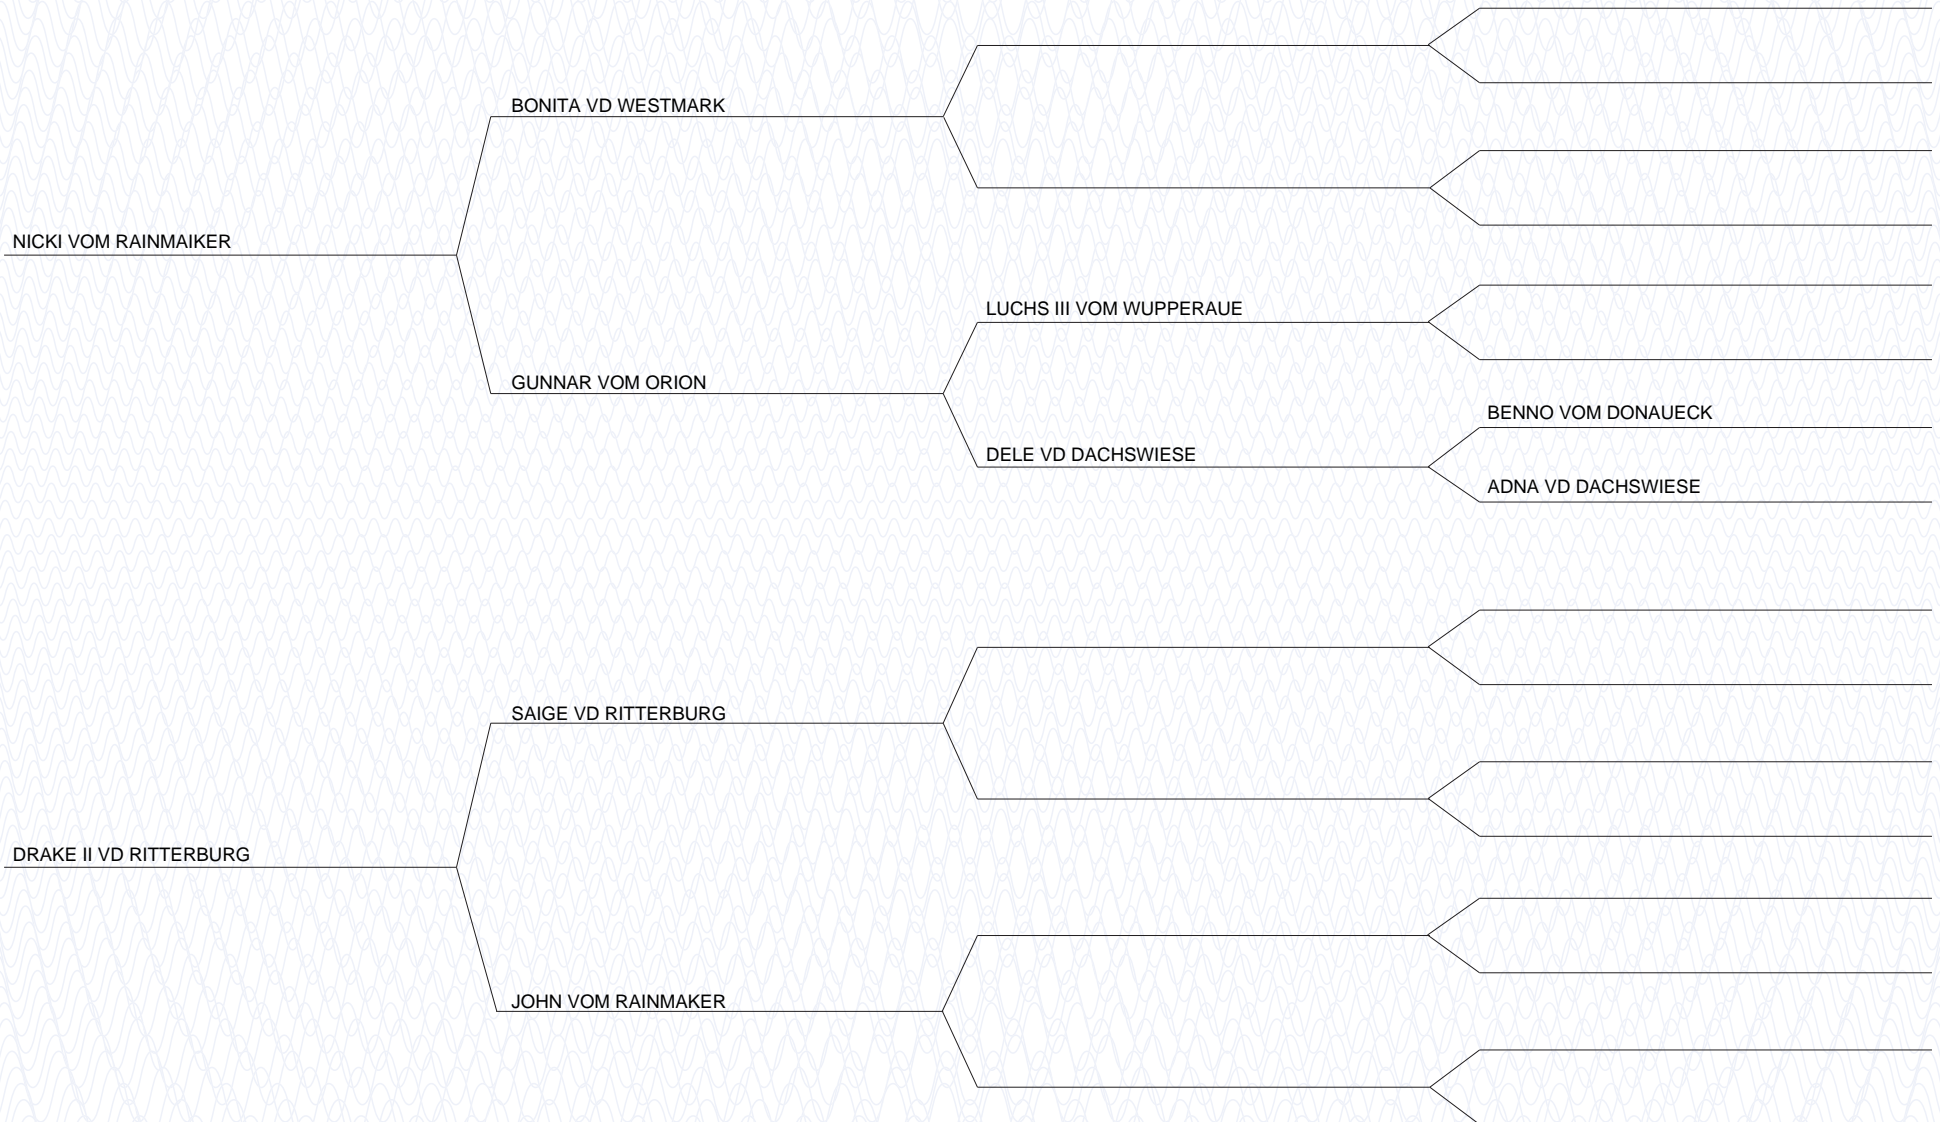 BONITA VD WESTMARK
NICKI VOM RAINMAIKER
LUCHS III VOM WUPPERAUE
GUNNAR VOM ORION
BENNO VOM DONAUECK
DELE VD DACHSWIESE
ADNA VD DACHSWIESE
SAIGE VD RITTERBURG
DRAKE II VD RITTERBURG
JOHN VOM RAINMAKER